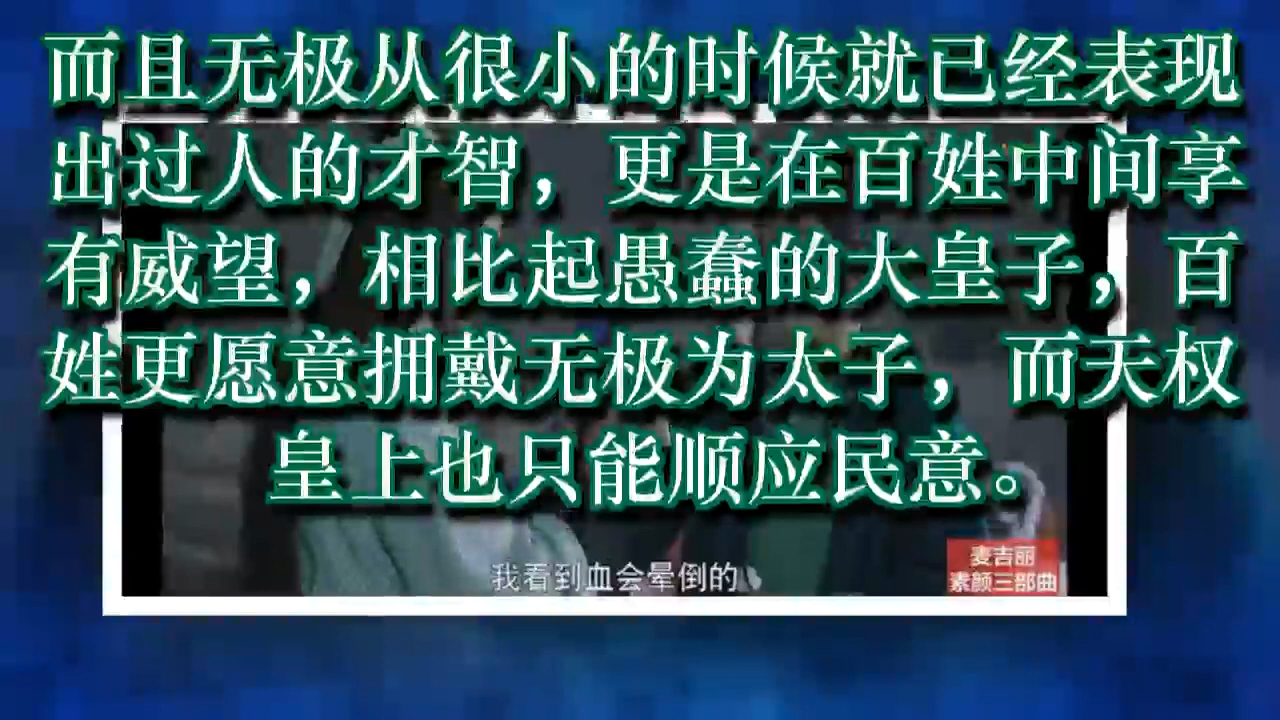 而且无极从很小的时候就已经表现
出过人的才智，更是在百姓中间享
有威望，相比起愚蠢的大皇子，百
姓更愿意拥戴无极为太子，而天权
皇上也只能顺应民意。
我看到血会晕倒的
麦吉丽
素颜三部曲